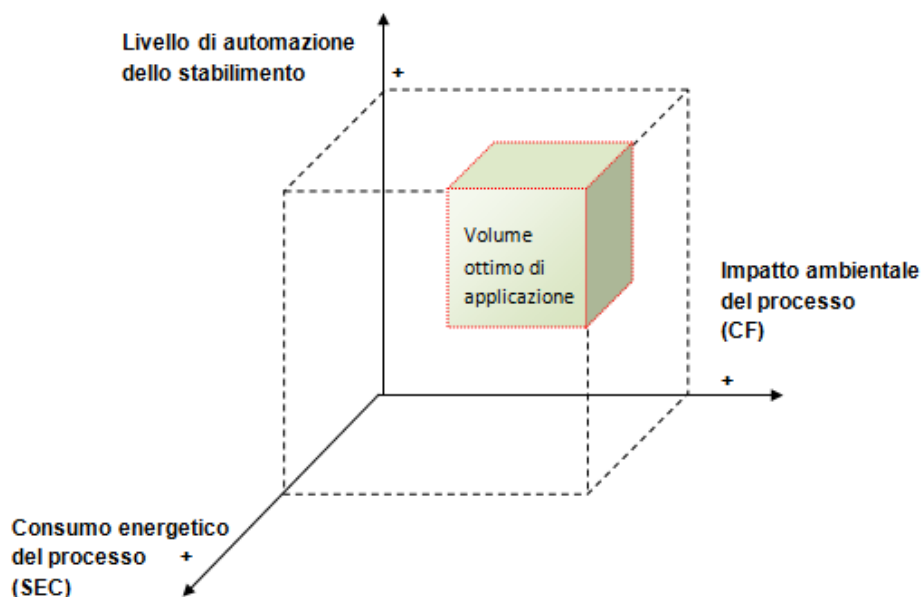 Livello di automazione
dello stabilimento
+
Volume
ottimo di
applicazione
Impatto ambientale
del processo
(CF)
+
Consumo energetico
del processo +
(SEC)